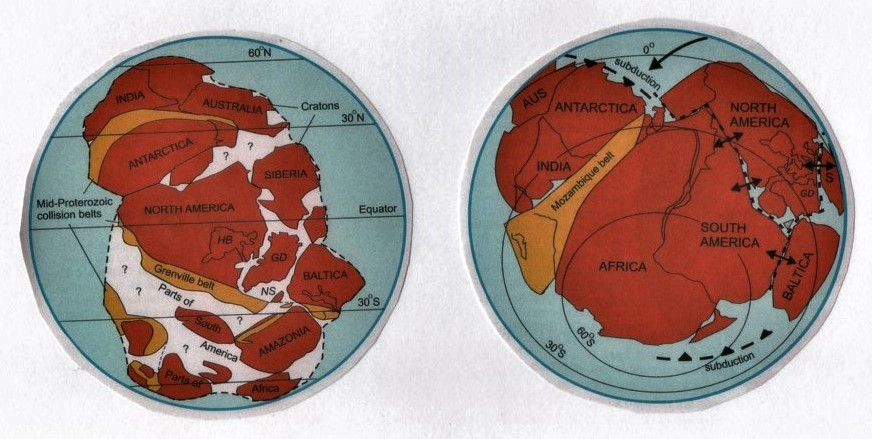 60°N
INDIA
AUSTRALIA
Cratons
30°N
ANTARCTICA
?
?
SIBERIA
Mid-Proterozoic
collision belts
NORTH AMERICA
Equator
HB
GD
?
Grenville belt
BALTICA
?
Parts of
NS
30°S
?
South
AMAZONIA
America
?
Parts of
Africa
0°
subduction
AUS
ANTARCTICA
NORTH
AMERICA
INDIA
Mozambique belt
S
GD
SOUTH
AMERICA
AFRICA
BALTICA
60°S
30°S
subduction